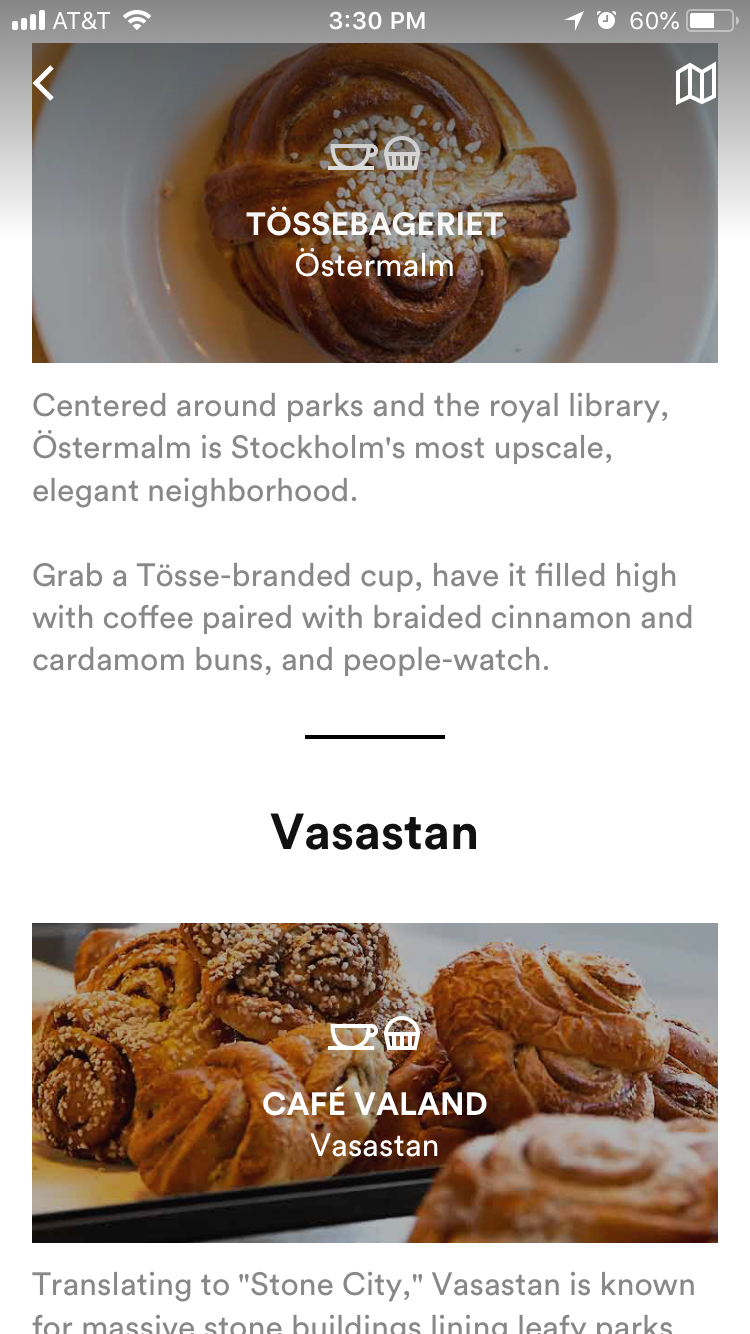 AT&T 3:30 PM 60%
TÖSSEBAGERIET
Östermalm
Centered around parks and the royal library,
Östermalm is Stockholm's most upscale,
elegant neighborhood.
Grab a Tösse-branded cup, have it filled high
with coffee paired with braided cinnamon and
cardamom buns, and people-watch.
Vasastan
CAFÉ VALAND
Vasastan
Translating to "Stone City," Vasastan is known
for massive stone buildings lining leafy parks